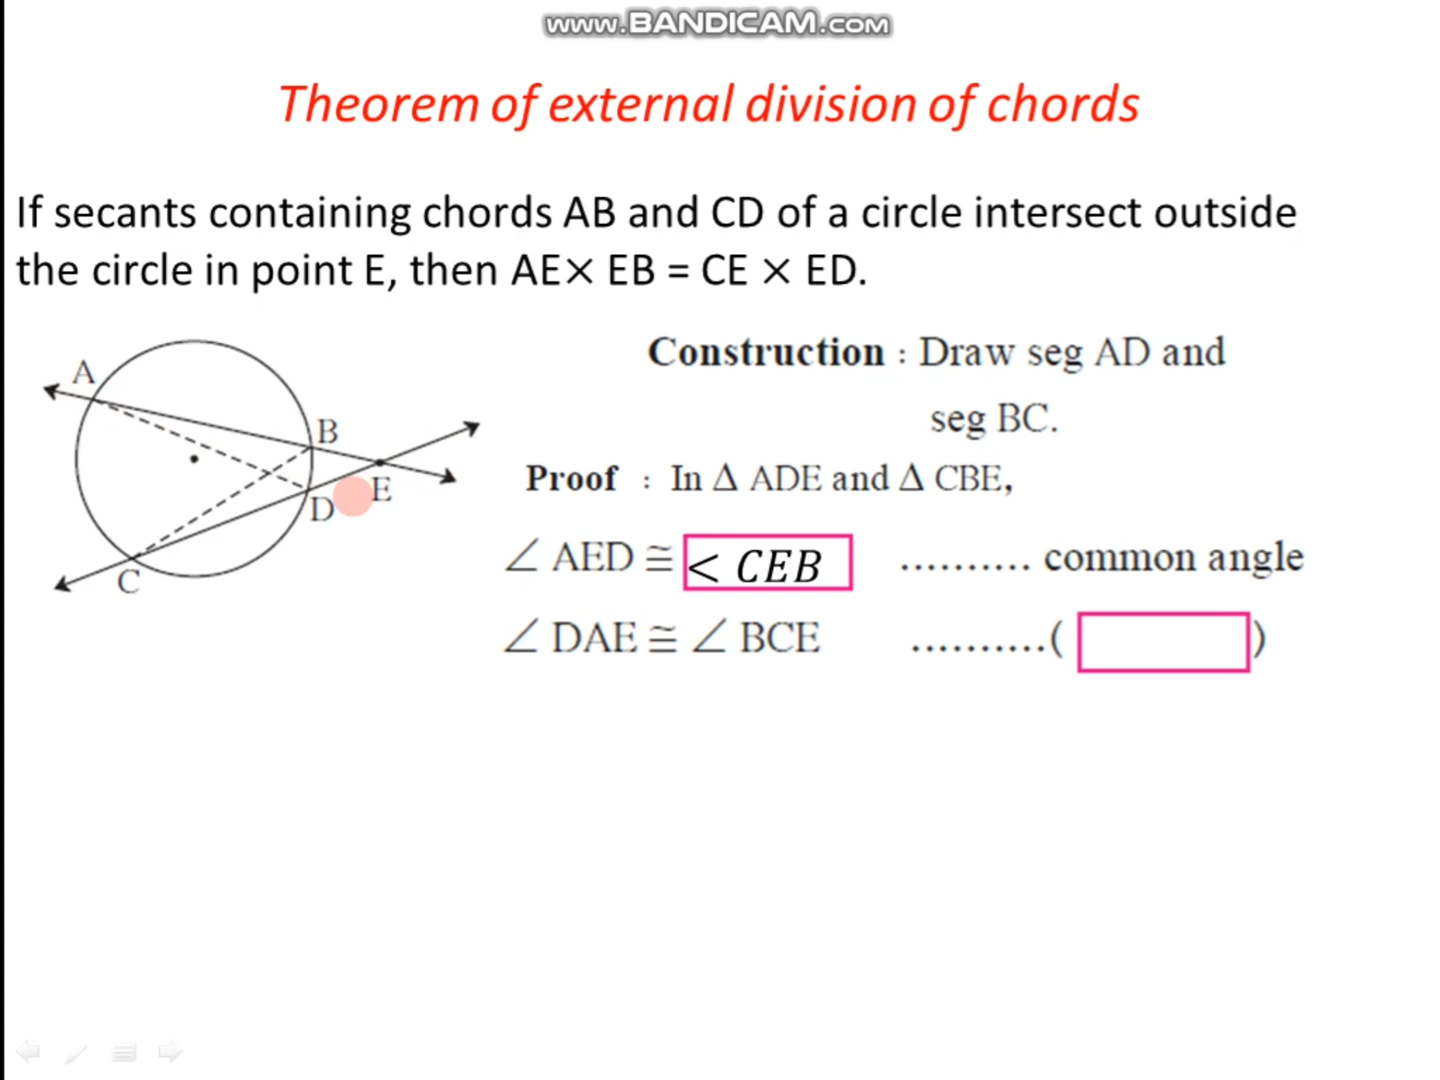 www.BANDICAM.com
Theorem of external division of chords
If secants containing chords AB and CD of a circle intersect outside
the circle in point E, then AE× EB = CE × ED.
Construction : Draw seg AD and
seg BC.
Proof : In Δ ADE and Δ CBE,
∠ AED ≅ < CEB .......... common angle
∠ DAE ≅ ∠ BCE ..........( )
A
B
E
D
C